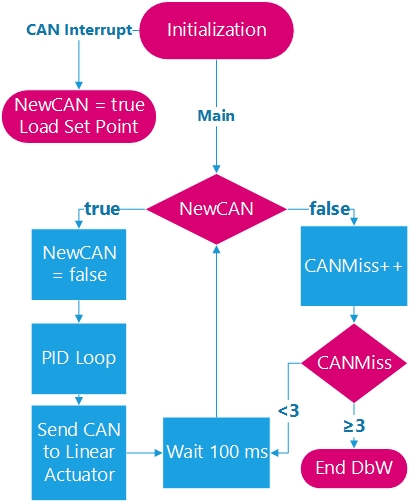 CAN Interrupt
Initialization
NewCAN = true
Load Set Point
Main
true
NewCAN
false
NewCAN
= false
CANMiss++
PID Loop
CANMiss
<3
≥3
Send CAN
to Linear
Actuator
Wait 100 ms
End DbW